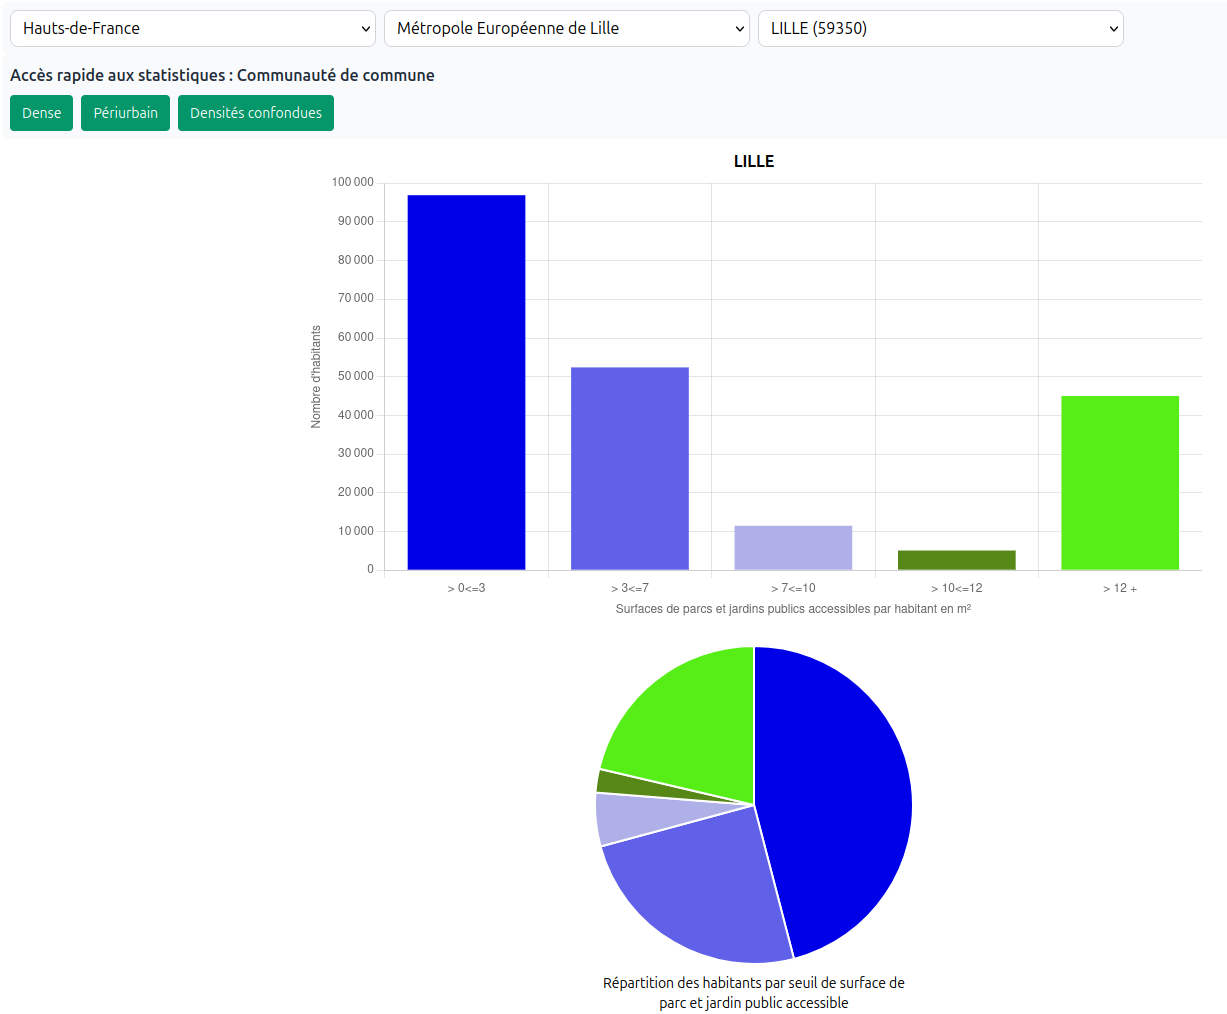 Hauts-de-France
Métropole Européenne de Lille
LILLE (59350)
Accès rapide aux statistiques : Communauté de commune
Dense
Périurbain
Densités confondues
LILLE
100 000
90 000
80 000
70 000
60 000
50 000
40 000
30 000
20 000
10 000
0
Nombre d'habitants
> 0<=3
> 3<=7
> 7<=10
> 10<=12
> 12 +
Surfaces de parcs et jardins publics accessibles par habitant en m²
Répartition des habitants par seuil de surface de
parc et jardin public accessible